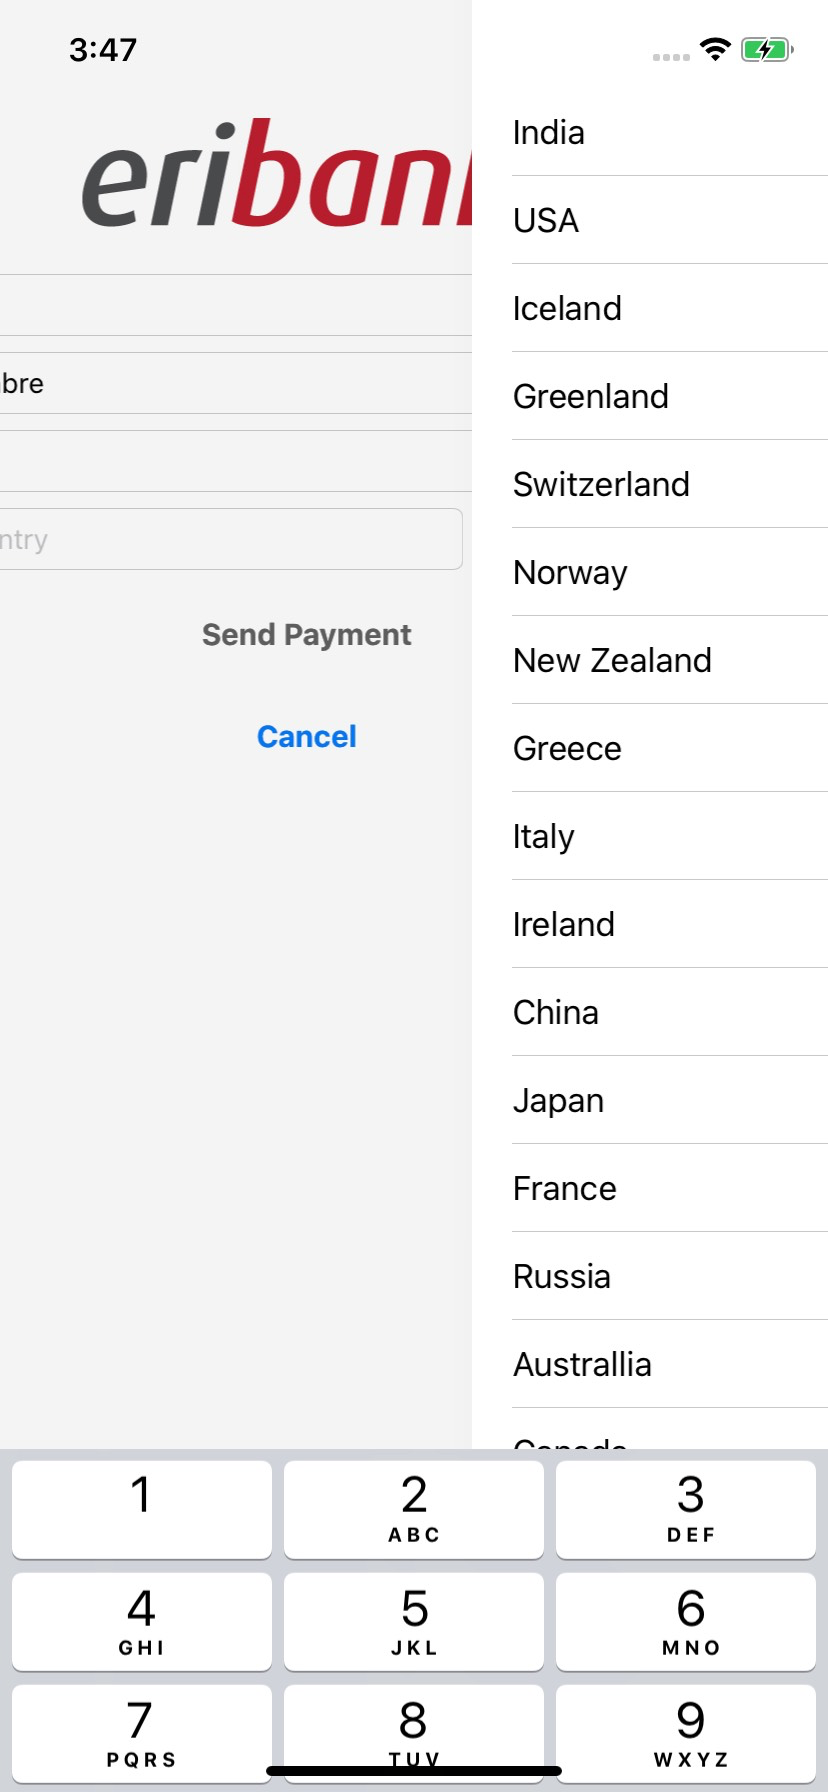 3:47
eriban
bre
ntry
Send Payment
Cancel
India
USA
Iceland
Greenland
Switzerland
Norway
New Zealand
Greece
Italy
Ireland
China
Japan
France
Russia
Australlia
Canada
1
2
ABC
3
DEF
4
GHI
5
JKL
6
MNO
7
PQRS
8
TUV
9
WXYZ